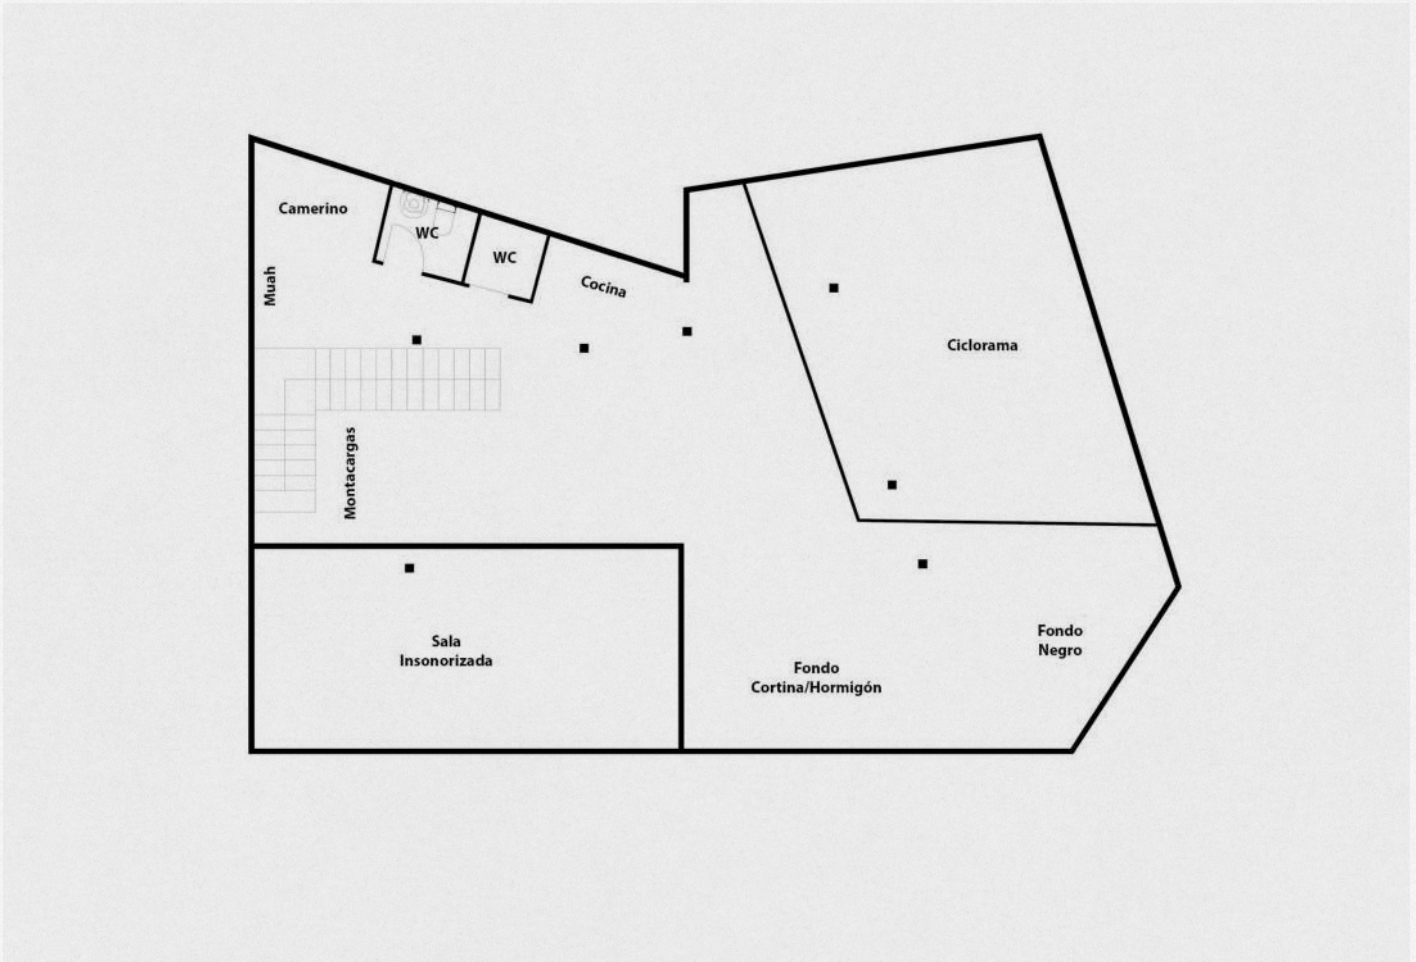 Camerino
WC
WC
Muah
Cocina
Ciclorama
Montacargas
Sala
Insonorizada
Fondo
Cortina/Hormigón
Fondo
Negro